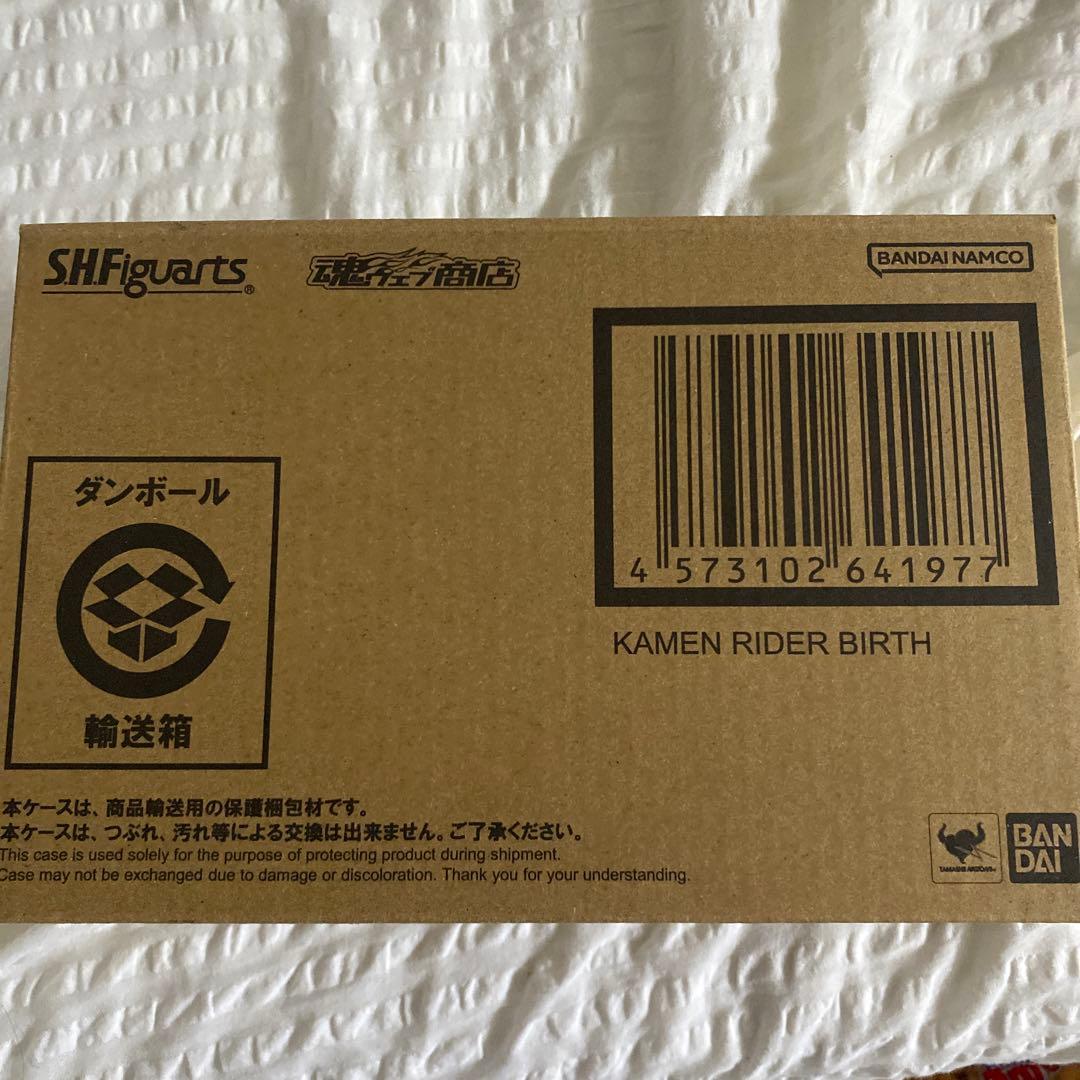 S.H.Figuarts®
魂ウェブ商店
BANDAI NAMCO
4 573102 641977
KAMEN RIDER BIRTH
ダンボール
輸送箱
本ケースは、商品輸送用の保護梱包材です。
本ケースは、つぶれ、汚れ等による交換は出来ません。ご了承ください。
This case is used solely for the purpose of protecting product during shipment.
Case may not be exchanged due to damage or discoloration. Thank you for your understanding.
TAMASHII NATIONS
BAN
DAI